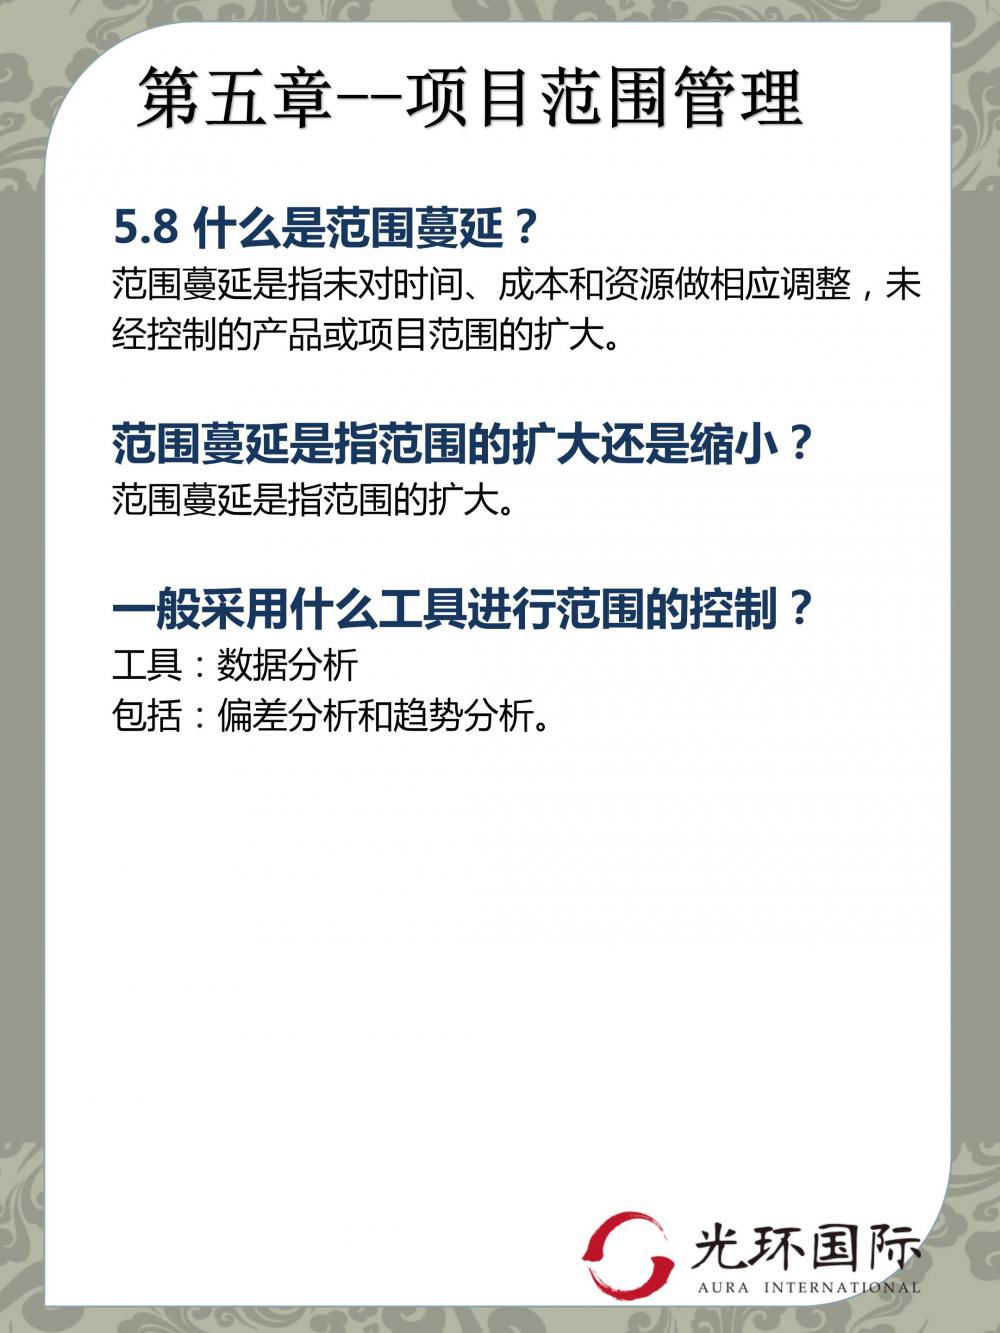 第五章--项目范围管理
5.8 什么是范围蔓延？
范围蔓延是指未对时间、成本和资源做相应调整，未
经控制的产品或项目范围的扩大。
范围蔓延是指范围的扩大还是缩小？
范围蔓延是指范围的扩大。
一般采用什么工具进行范围的控制？
工具：数据分析
包括：偏差分析和趋势分析。
光环国际
AURA INTERNATIONAL